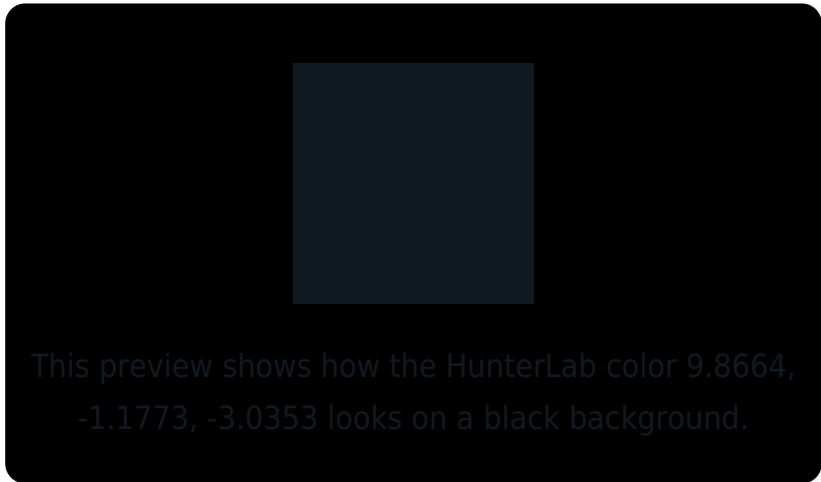 This preview shows how the HunterLab color 9.8664,
-1.1773, -3.0353 looks on a black background.